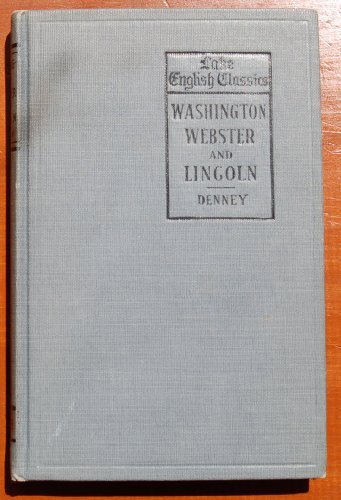 Lake
English Classics
WASHINGTON
WEBSTER
AND
LINCOLN
DENNEY